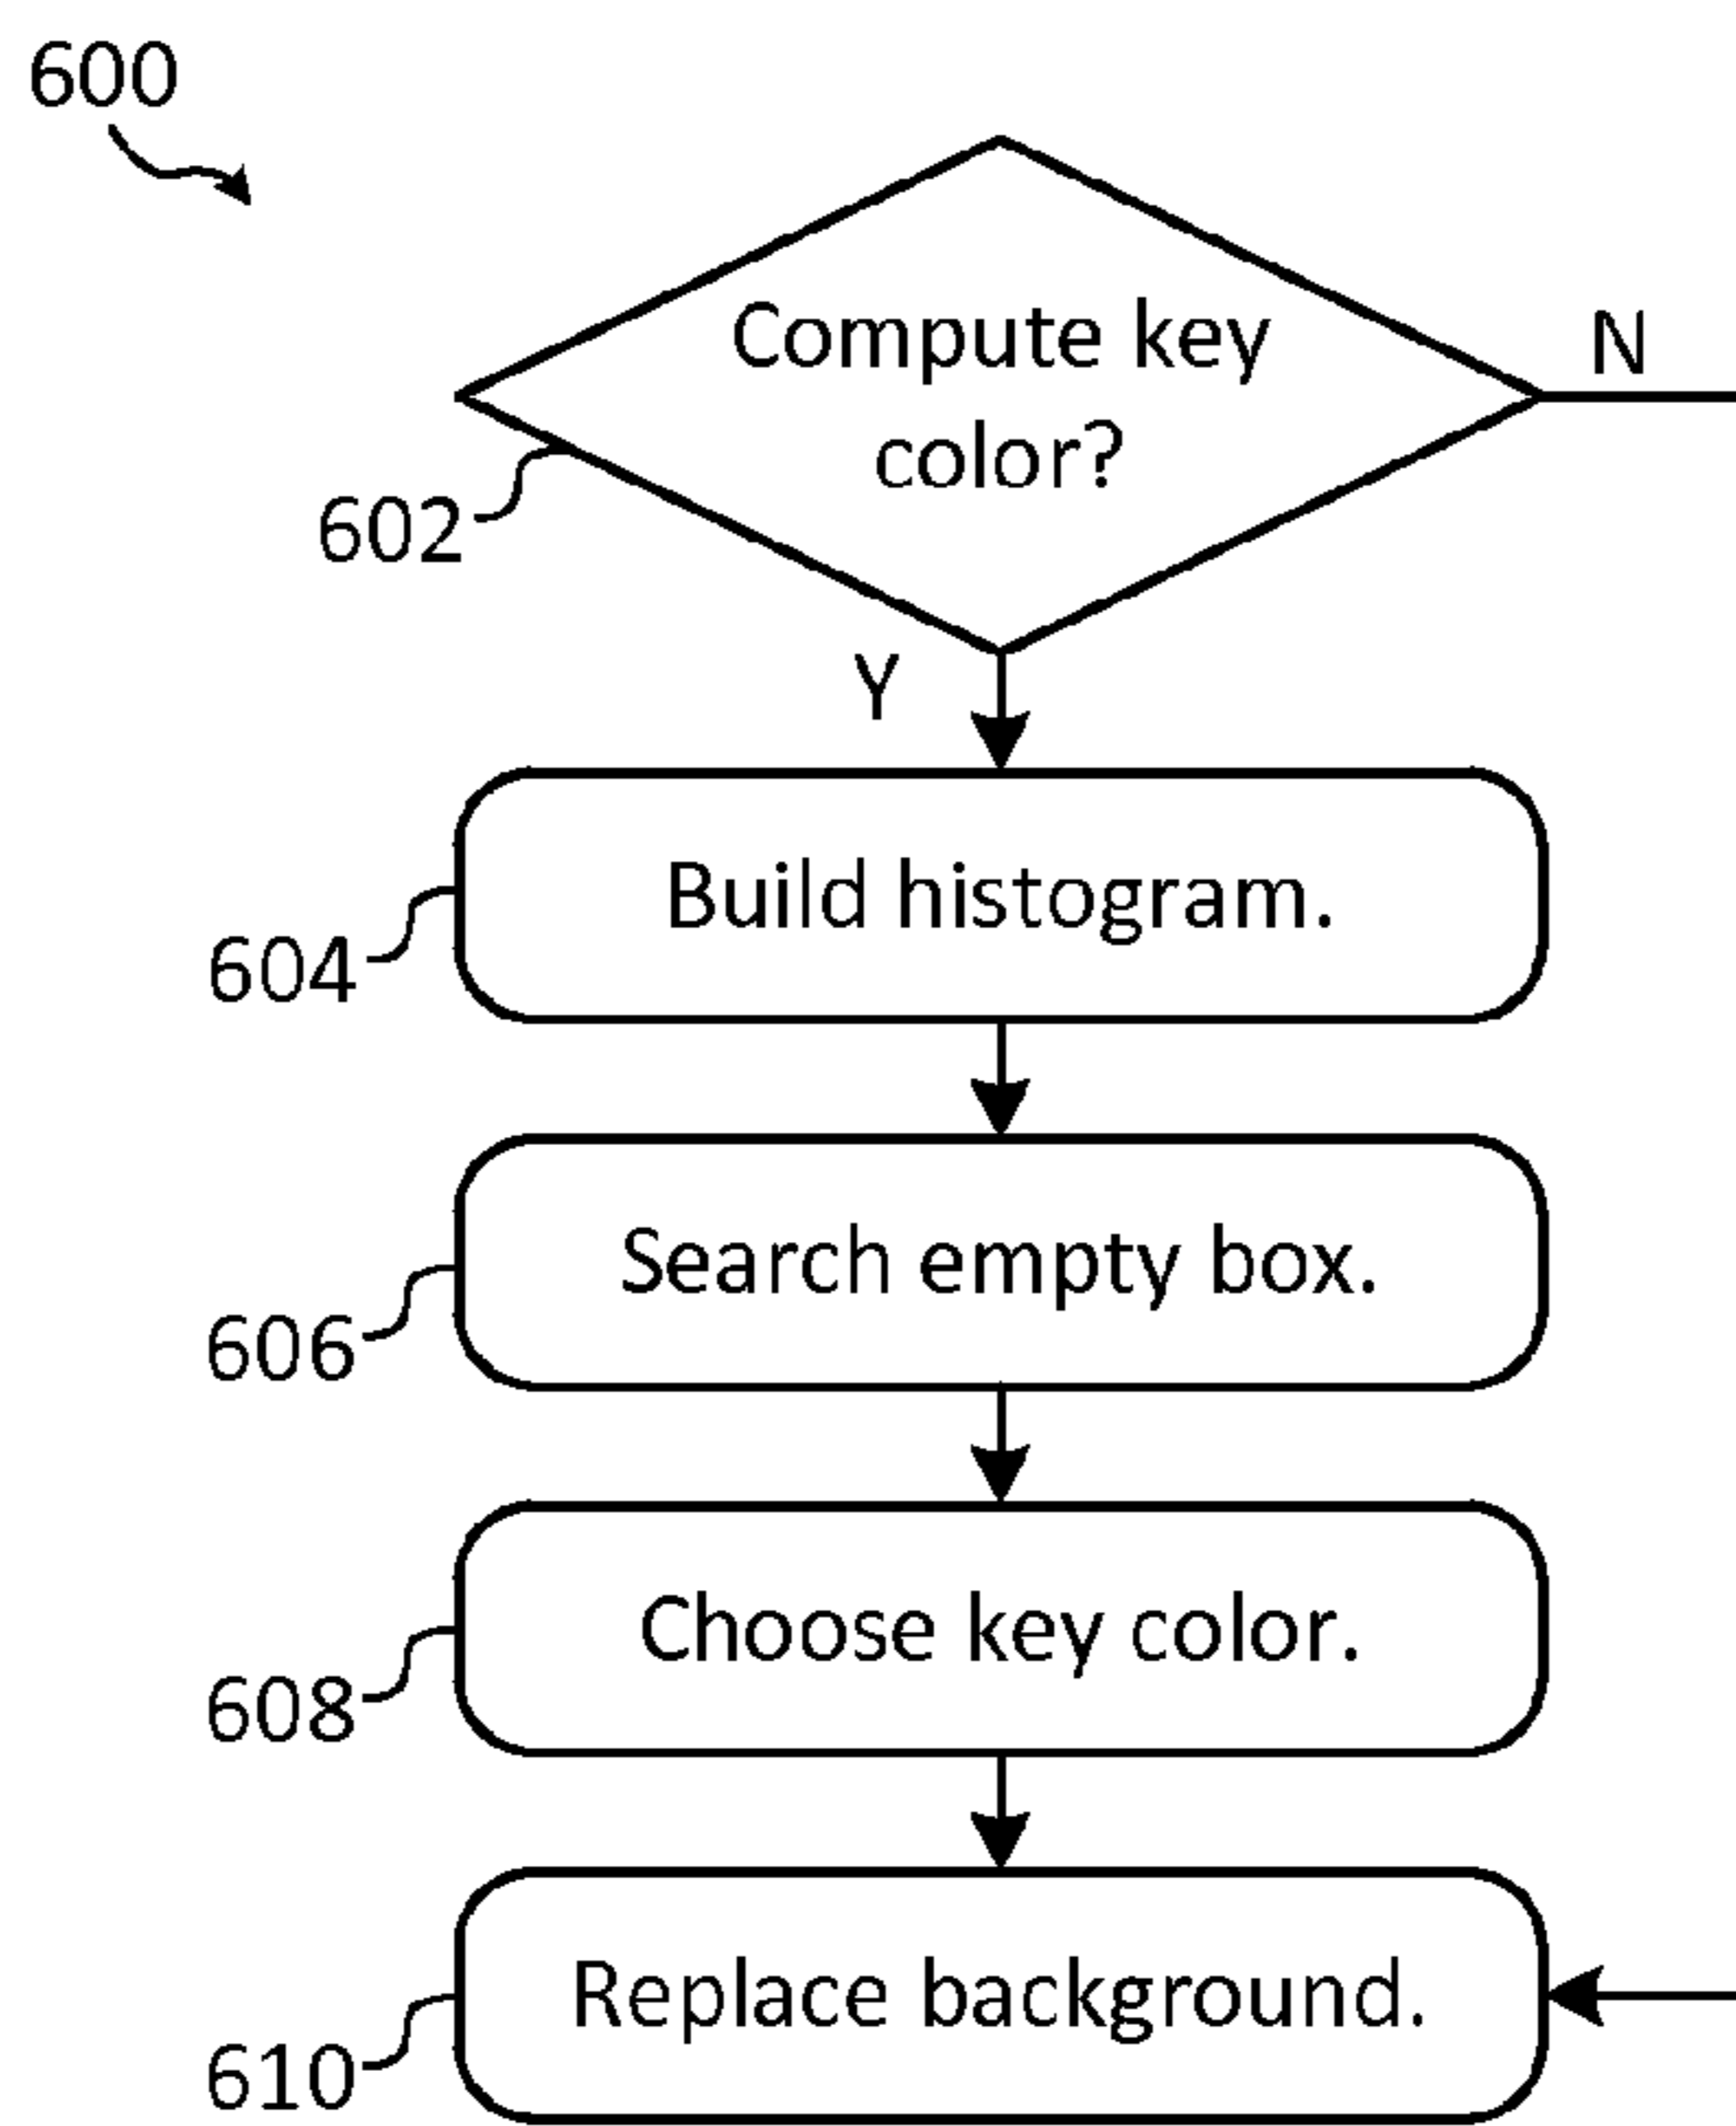 600
Compute key
color?
N
602
Y
Build histogram.
604
Search empty box.
606
Choose key color.
608
Replace background.
610